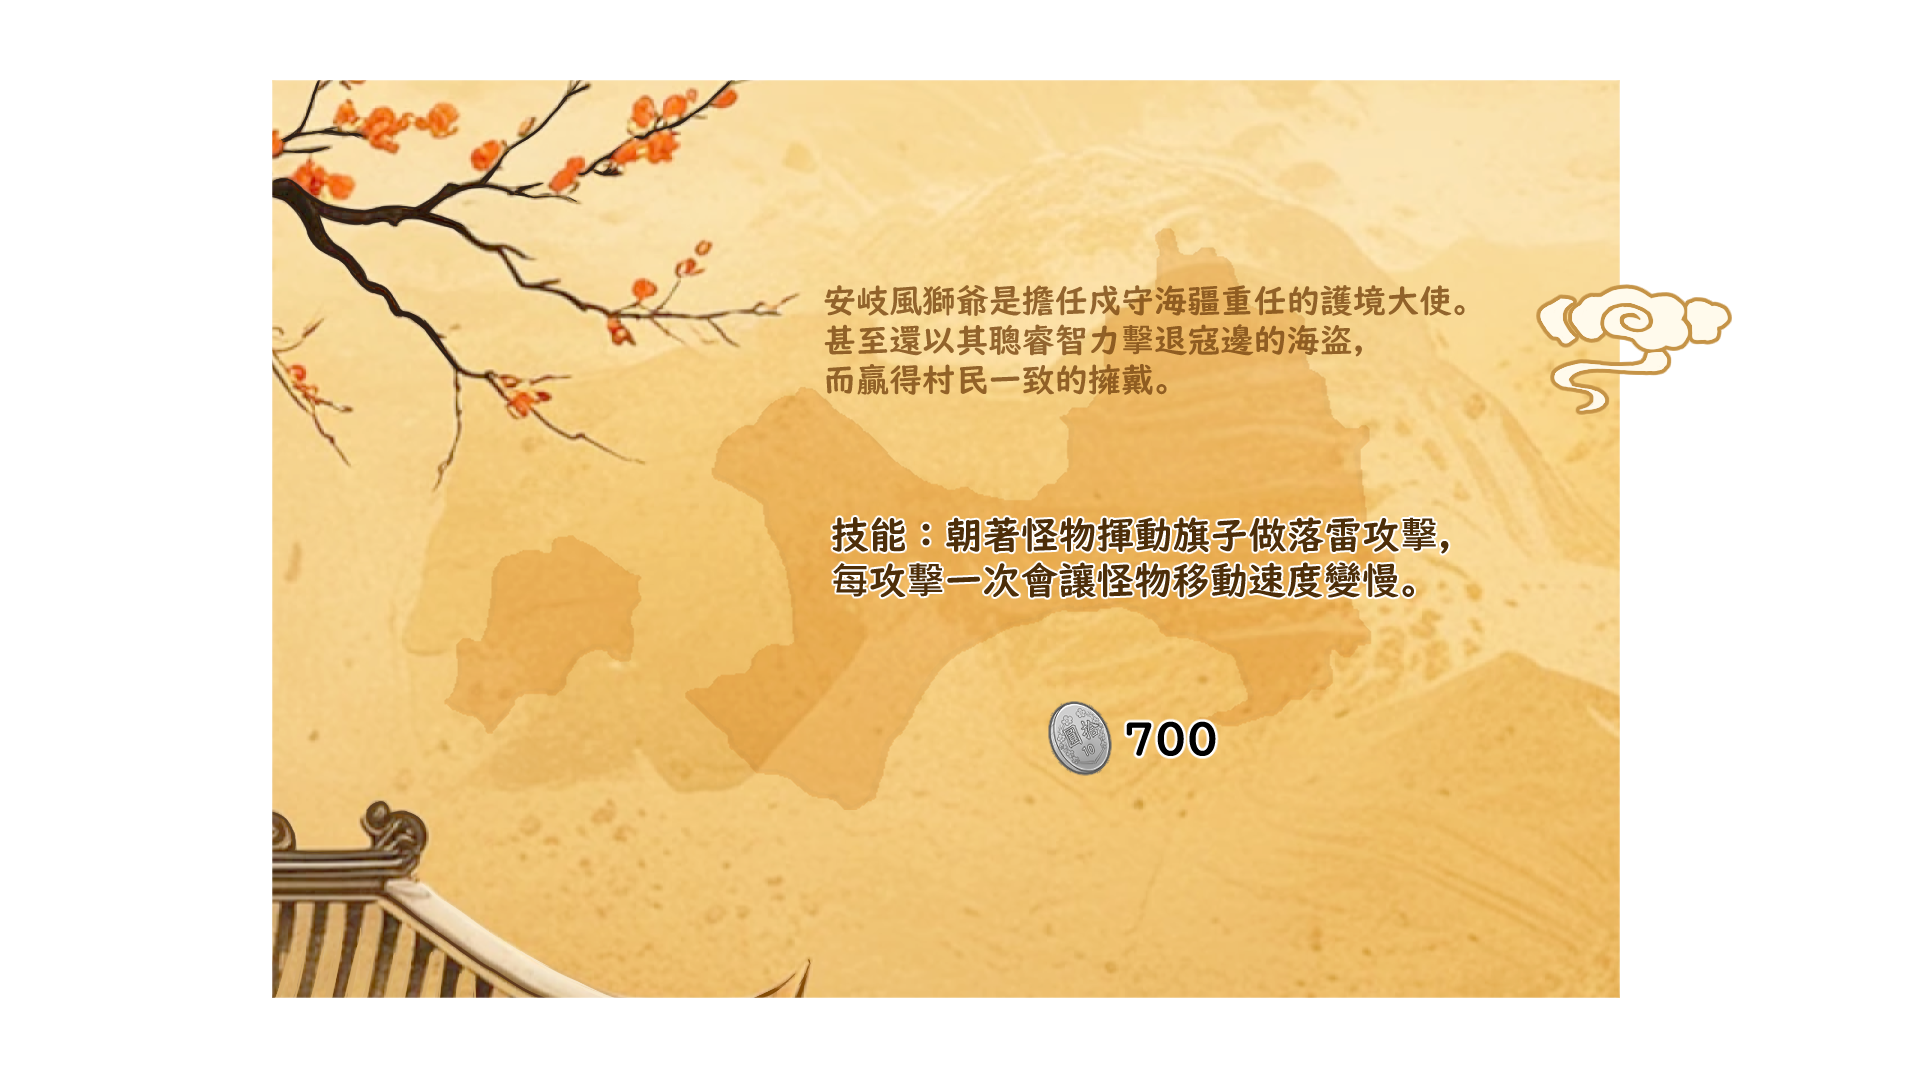 安岐風獅爺是擔任戍守海疆重任的護境大使。
甚至還以其聰睿智力擊退寇邊的海盜，
而贏得村民一致的擁戴。
技能：朝著怪物揮動旗子做落雷攻擊，
每攻擊一次會讓怪物移動速度變慢。
拾圓
10
700